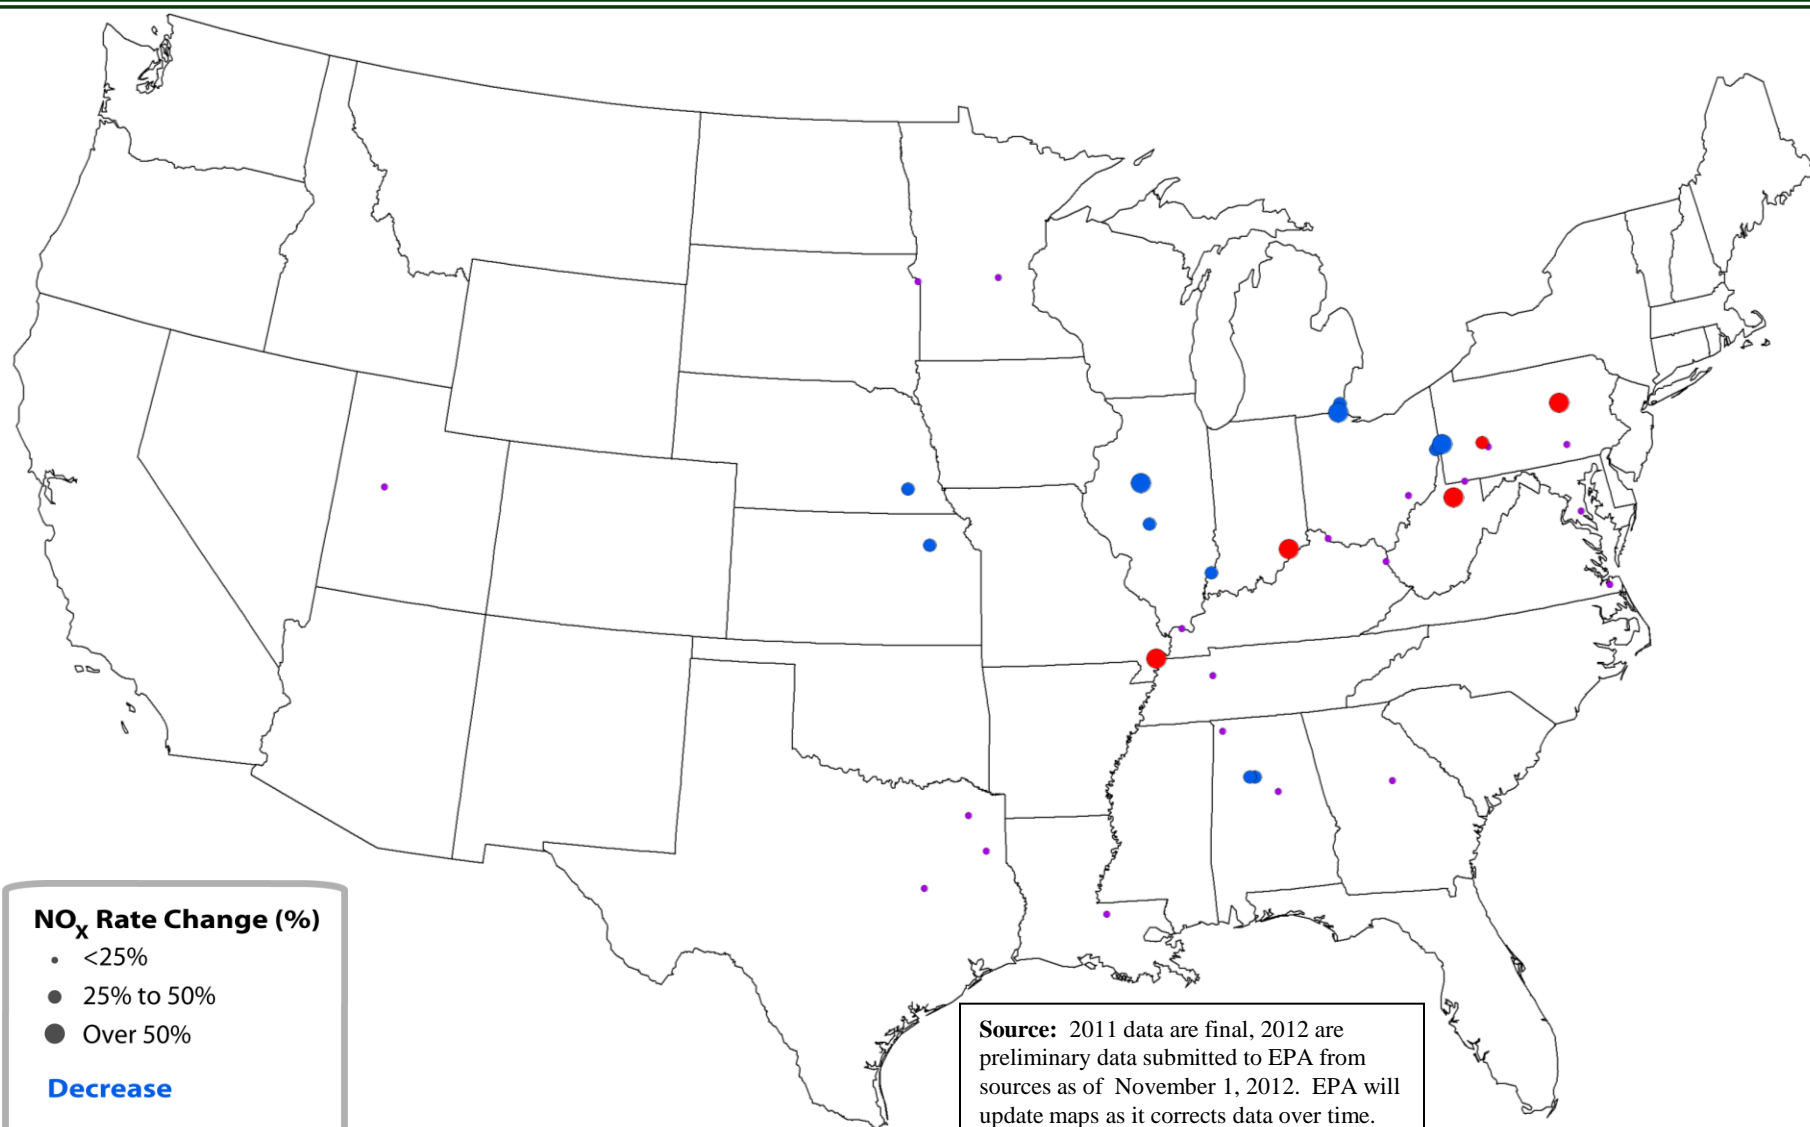 NOX Rate Change (%)
<25%
25% to 50%
Over 50%
Decrease
Source: 2011 data are final, 2012 are
preliminary data submitted to EPA from
sources as of November 1, 2012. EPA will
update maps as it corrects data over time.